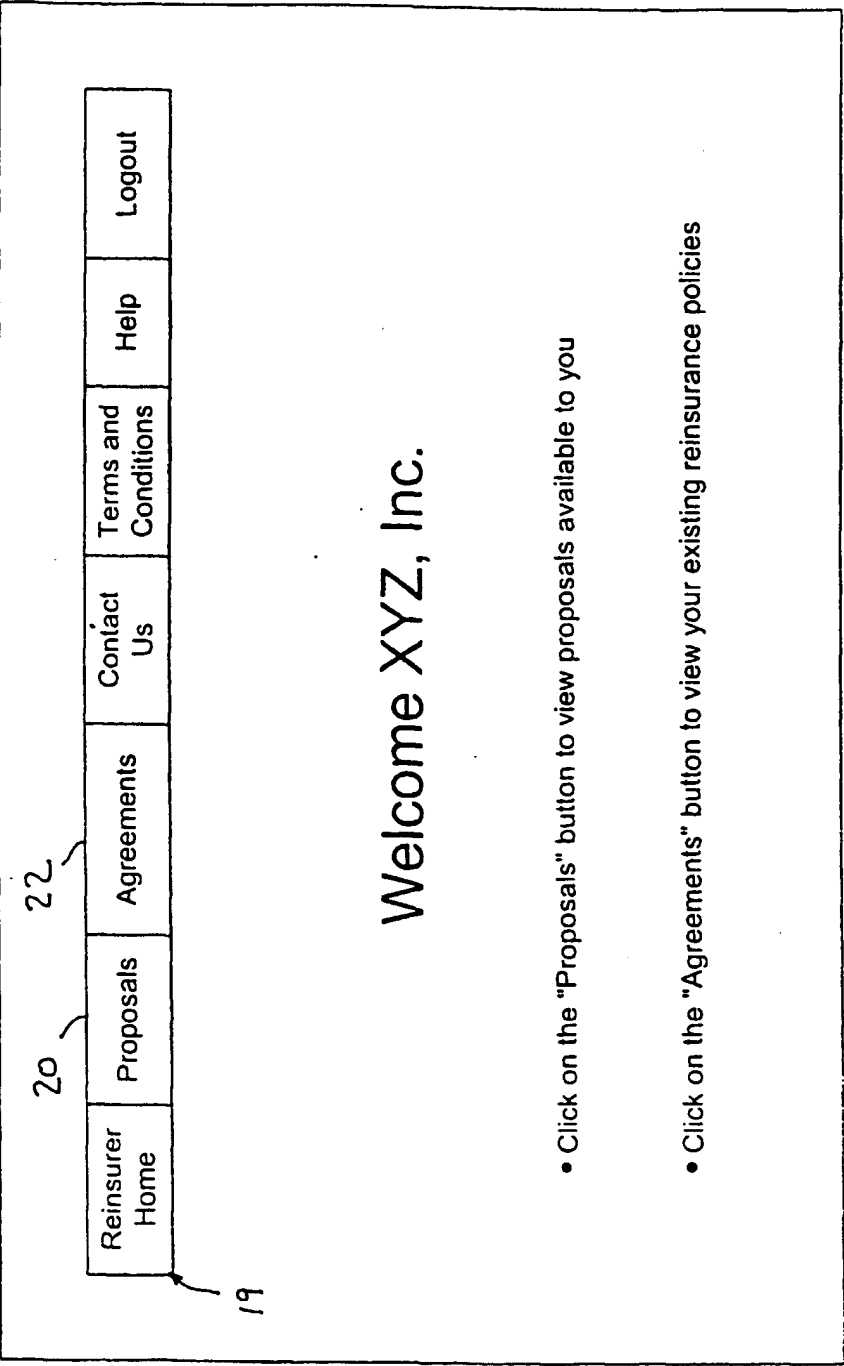 20
22
Reinsurer
Home
Proposals
Agreements
Contact
Us
Terms and
Conditions
Help
Logout
19
Welcome XYZ, Inc.
• Click on the "Proposals" button to view proposals available to you
• Click on the "Agreements" button to view your existing reinsurance policies